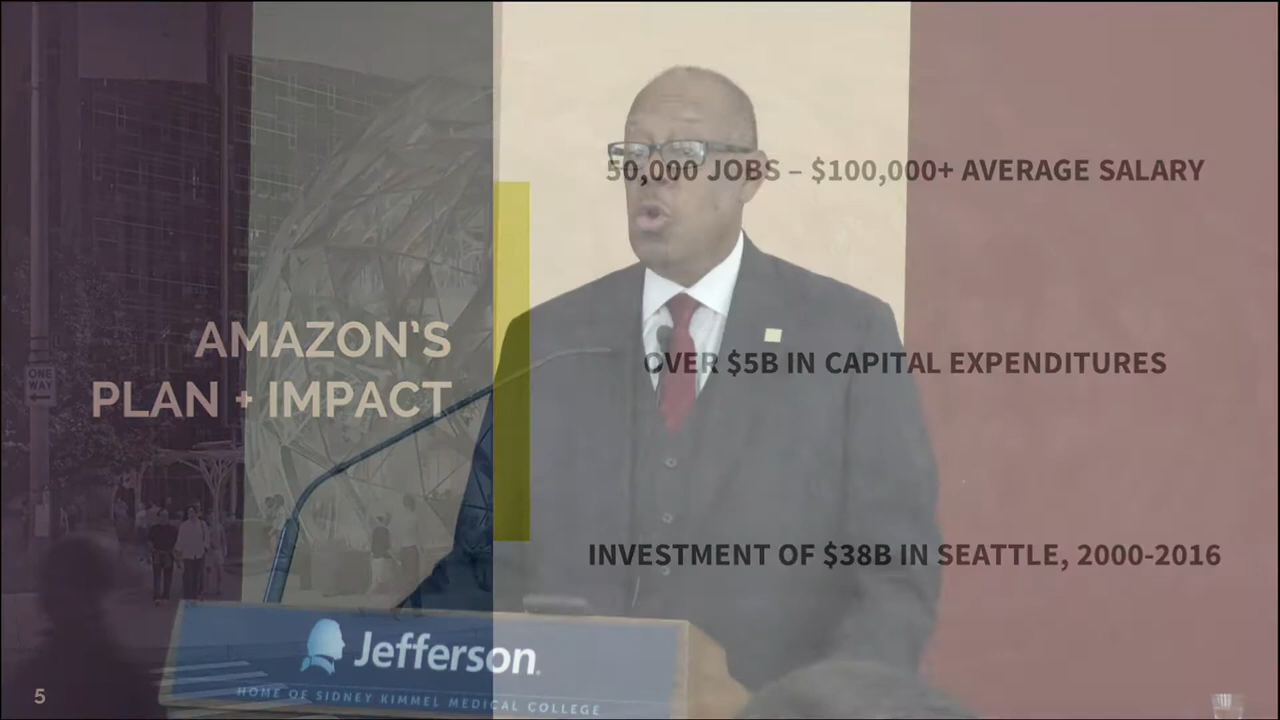 AMAZON'S
PLAN + IMPACT
50,000 JOBS – $100,000+ AVERAGE SALARY
OVER $5B IN CAPITAL EXPENDITURES
INVESTMENT OF $38B IN SEATTLE, 2000-2016
ONE
WAY
Jefferson.
HOME OF SIDNEY KIMMEL MEDICAL COLLEGE
5